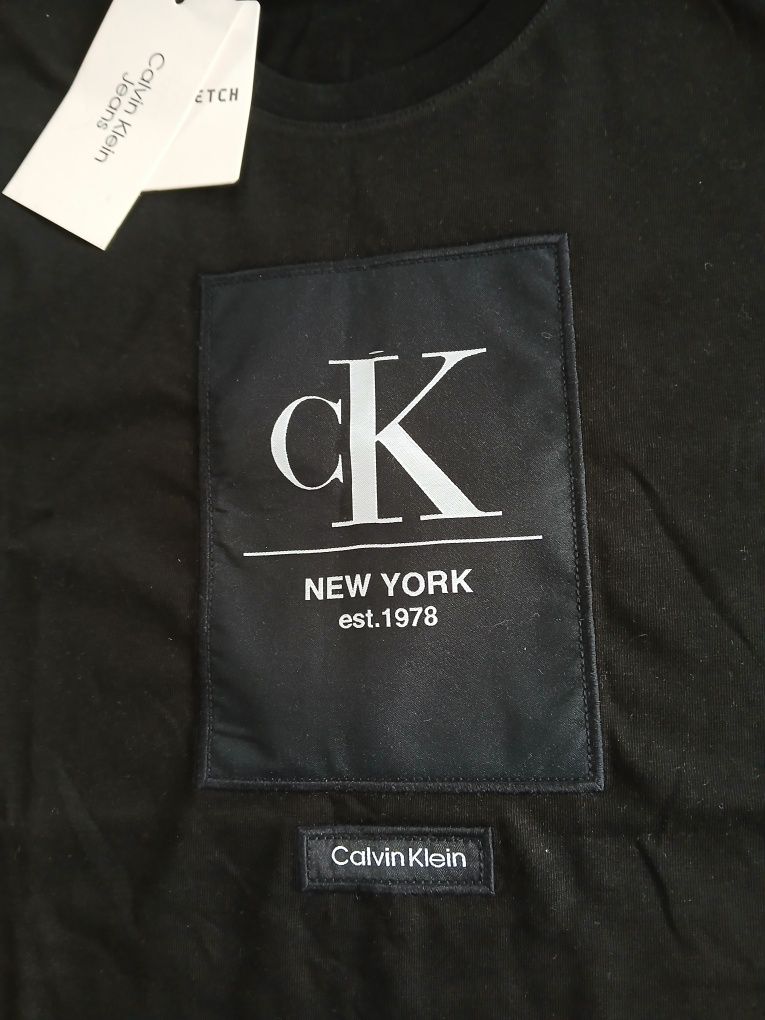 Calvin Klein
Jeans
ETCH
CK
NEW YORK
est.1978
Calvin Klein